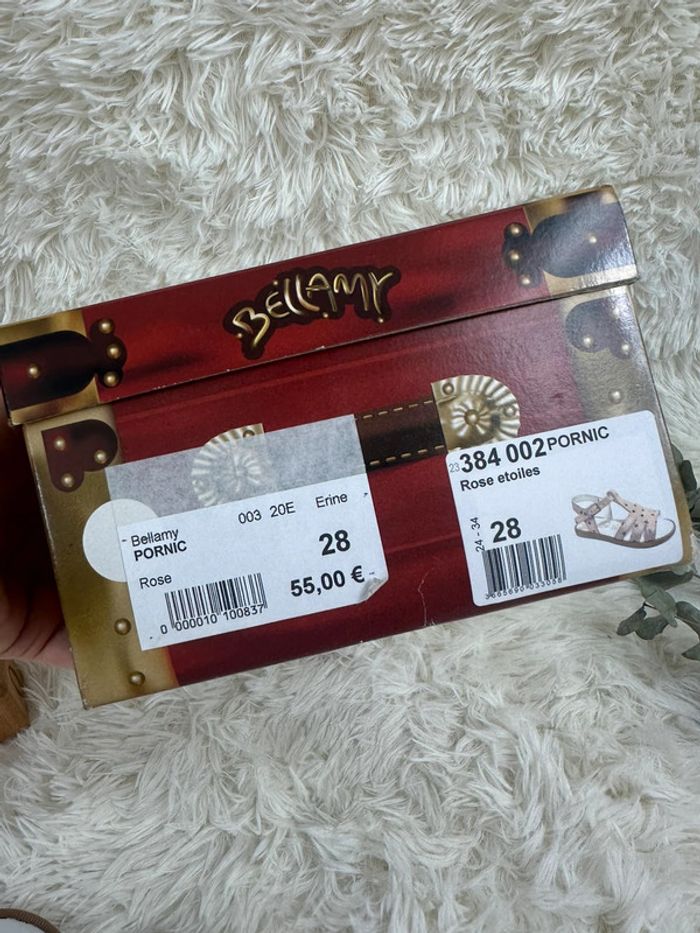 BELLAMY
003 20E Erine
Bellamy
PORNIC
28
Rose
55,00 €
0 000010 100837
23 384 002 PORNIC
Rose etoiles
24 - 34
28